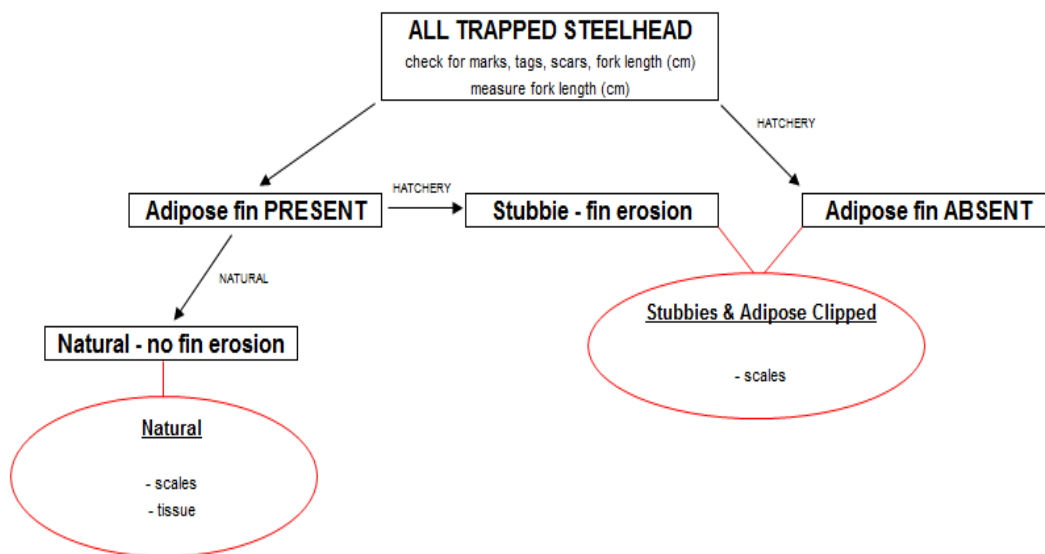 ALL TRAPPED STEELHEAD
check for marks, tags, scars, fork length (cm)
measure fork length (cm)
HATCHERY
HATCHERY
Adipose fin PRESENT
Stubbie - fin erosion
Adipose fin ABSENT
NATURAL
Stubbies & Adipose Clipped
- scales
Natural - no fin erosion
Natural
- scales
- tissue